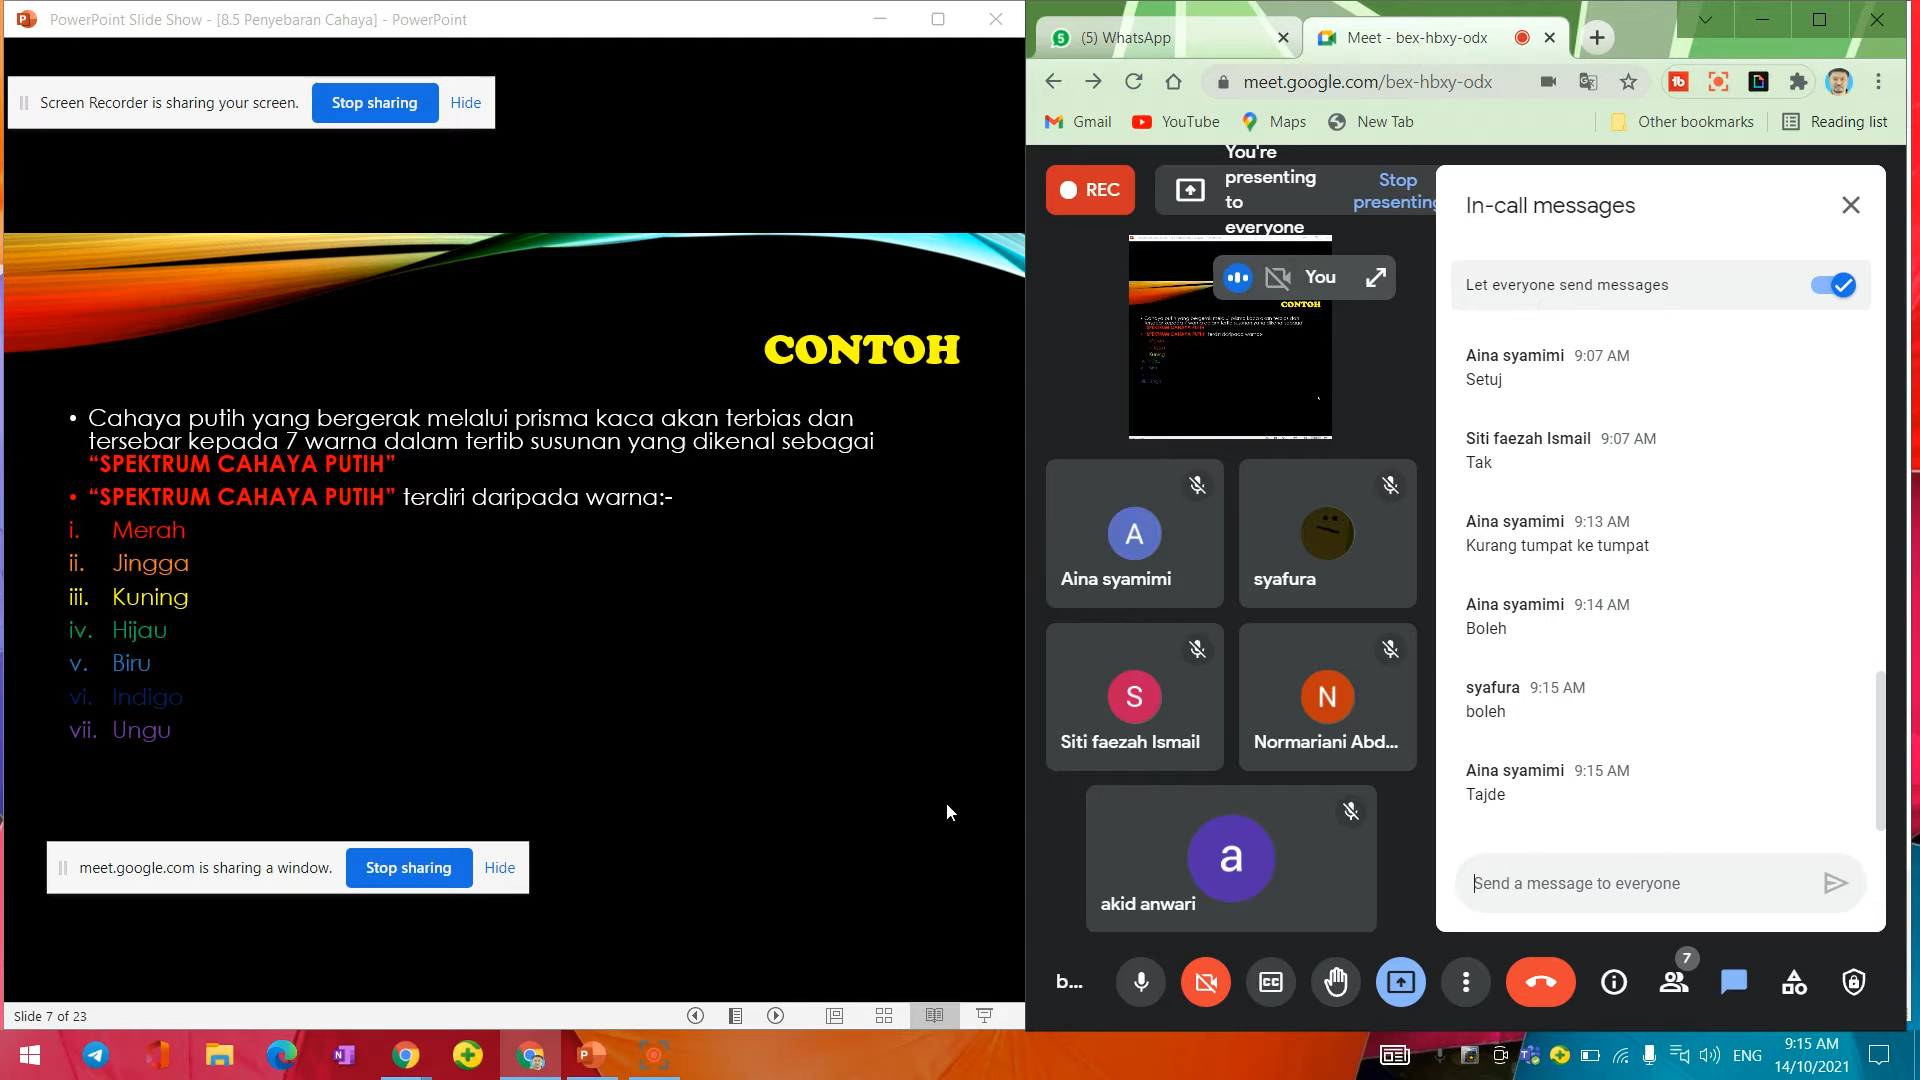 PowerPoint Slide Show - [8.5 Penyebaran Cahaya] - PowerPoint
Screen Recorder is sharing your screen.
Stop sharing
Hide
CONTOH
• Cahaya putih yang bergerak melalui prisma kaca akan terbias dan
tersebar kepada 7 warna dalam tertib susunan yang dikenal sebagai
“SPEKTRUM CAHAYA PUTIH”
• “SPEKTRUM CAHAYA PUTIH” terdiri daripada warna:-
i. Merah
ii. Jingga
iii. Kuning
iv. Hijau
v. Biru
vi. Indigo
vii. Ungu
meet.google.com is sharing a window.
Stop sharing
Hide
Slide 7 of 23
(5) WhatsApp
Meet - bex-hbxy-odx
meet.google.com/bex-hbxy-odx
Gmail
YouTube
Maps
New Tab
Other bookmarks
Reading list
REC
You're
presenting
to
everyone
Stop
presenting
You
CONTOH
A
Aina syamimi
syafura
S
Siti faezah Ismail
N
Normariani Abd...
a
akid anwari
In-call messages
Let everyone send messages
Aina syamimi 9:07 AM
Setuj
Siti faezah Ismail 9:07 AM
Tak
Aina syamimi 9:13 AM
Kurang tumpat ke tumpat
Aina syamimi 9:14 AM
Boleh
syafura 9:15 AM
boleh
Aina syamimi 9:15 AM
Tajde
Send a message to everyone
b...
7
ENG
9:15 AM
14/10/2021